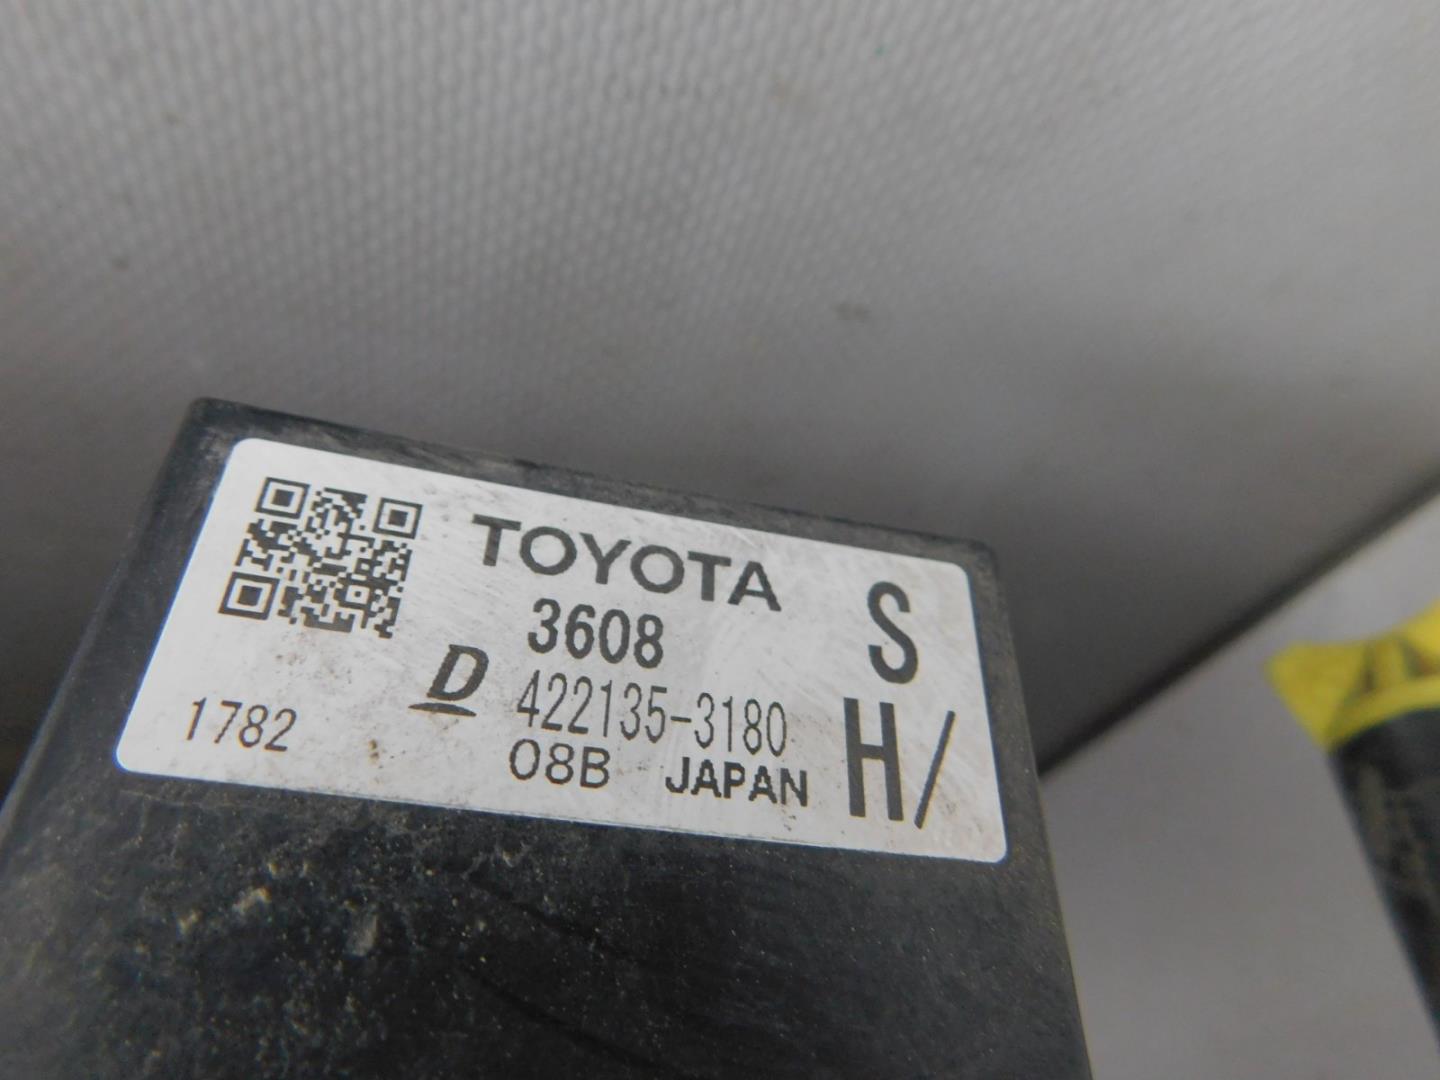 TOYOTA
3608
S
D 422135-3180
H/
1782
08B JAPAN